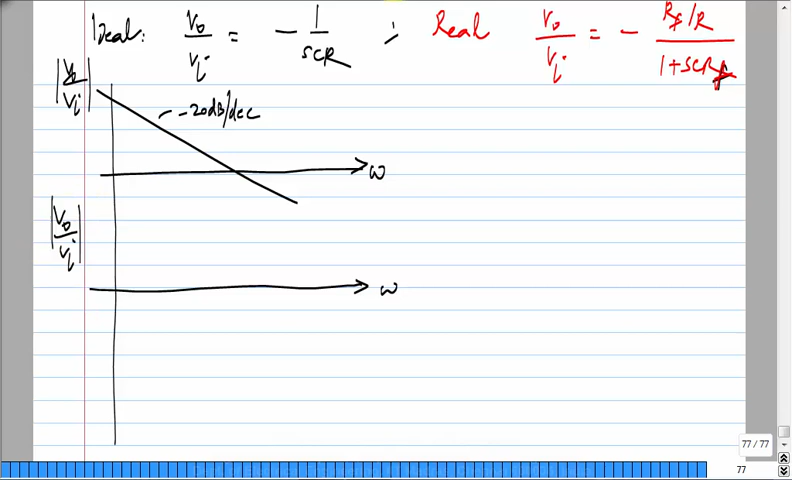 Ideal: Vo/Vi = - 1/sCR ; Real Vo/Vi = - Rf/R / 1+sCRf
|Vo/Vi|
-20dB/dec
ω
|Vo/Vi|
ω
77 / 77
77